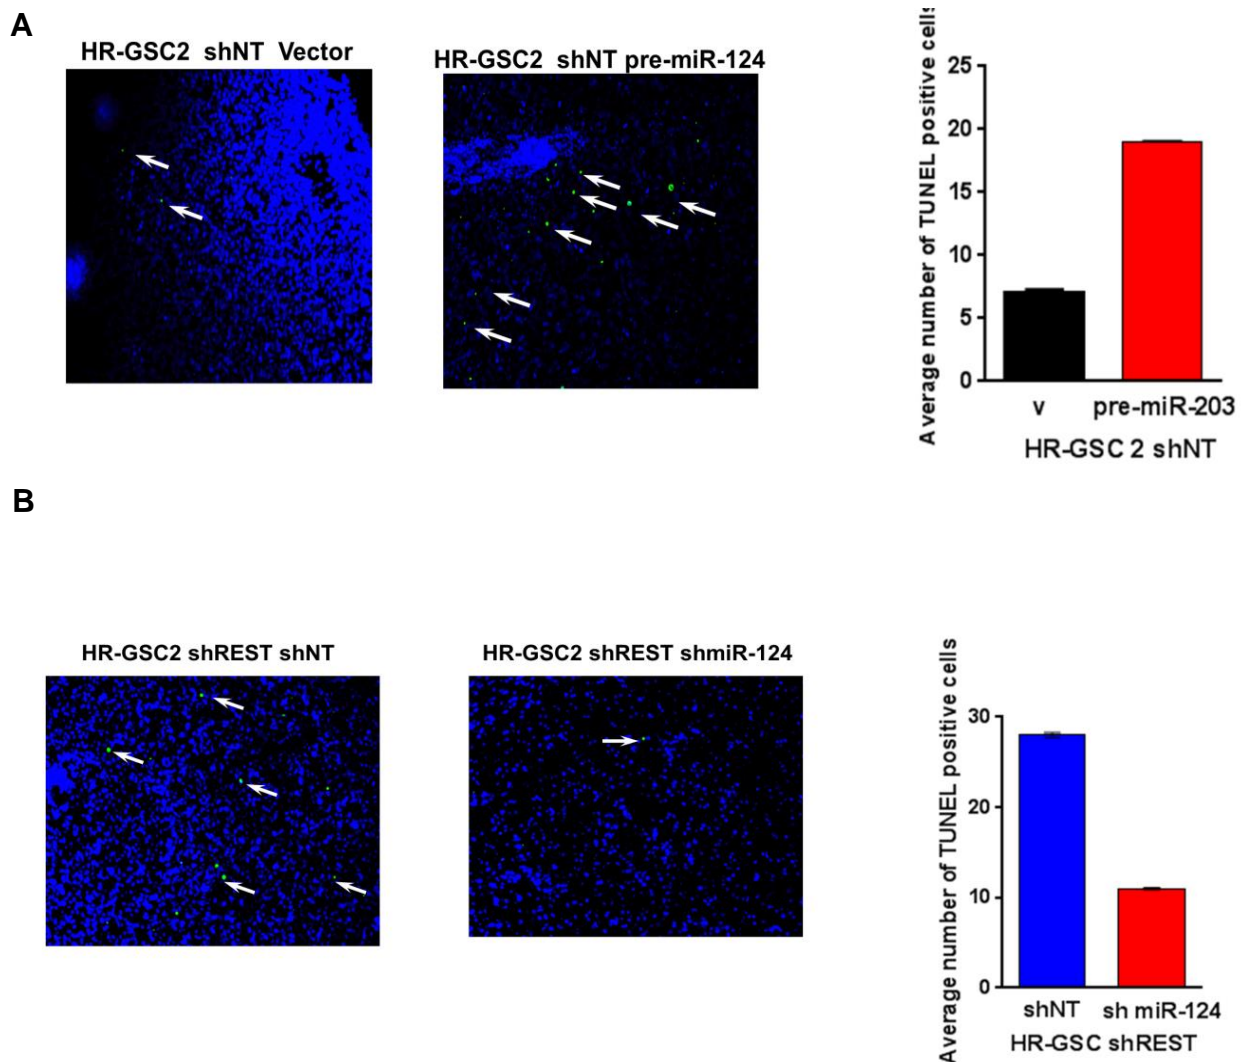 A
HR-GSC2 shNT Vector
HR-GSC2 shNT pre-miR-124
Average number of TUNEL positive cells
25
20
15
10
5
0
v pre-miR-203
HR-GSC 2 shNT
B
HR-GSC2 shREST shNT
HR-GSC2 shREST shmiR-124
Average number of TUNEL positive cells
30
20
10
0
shNT sh miR-124
HR-GSC shREST